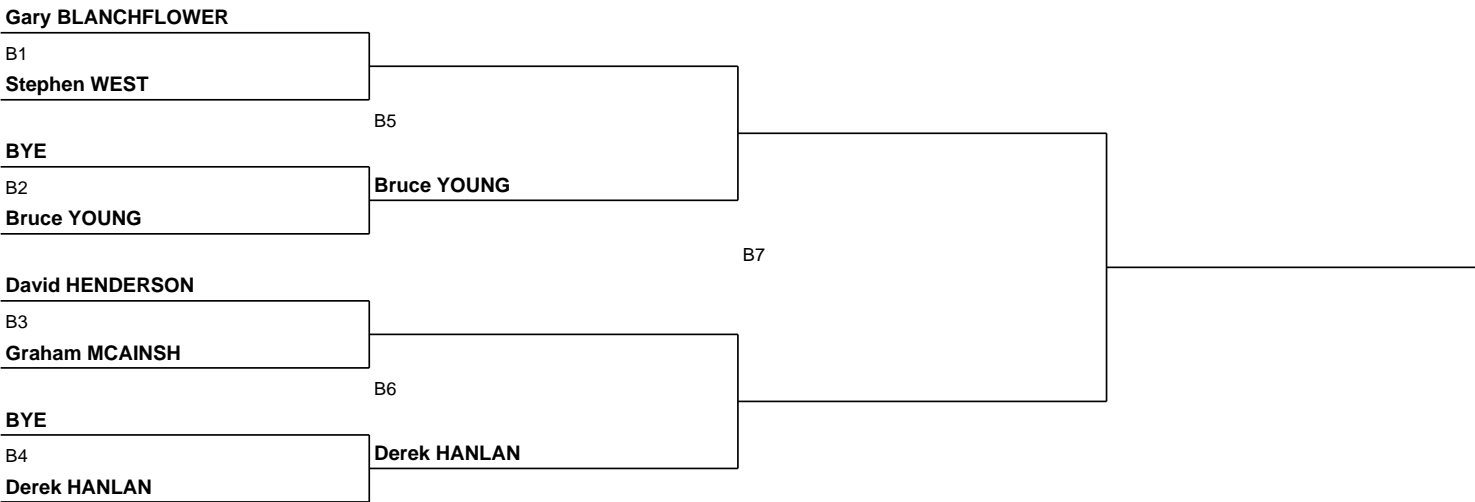 Gary BLANCHFLOWER
B1
Stephen WEST
B5
BYE
B2
Bruce YOUNG
Bruce YOUNG
B7
David HENDERSON
B3
Graham MCAINSH
B6
BYE
B4
Derek HANLAN
Derek HANLAN